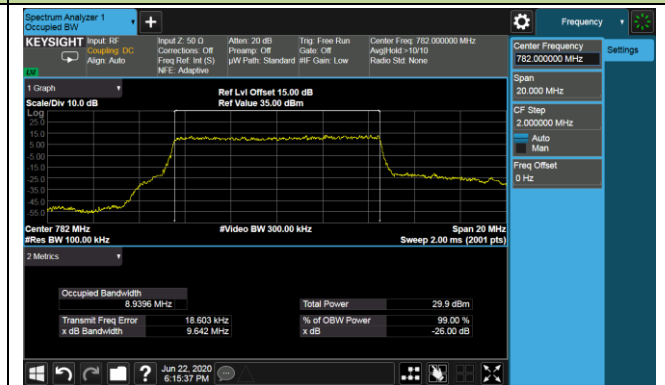 Spectrum Analyzer 1
Occupied BW
+
Frequency
KEYSIGHT
Input: RF
Coupling: DC
Align: Auto
LXI
Input Z: 50 Ω
Corrections: Off
Freq Ref: Int (S)
NFE: Adaptive
Atten: 20 dB
Preamp: Off
µW Path: Standard
Trig: Free Run
Gate: Off
#IF Gain: Low
Center Freq: 782.000000 MHz
Avg|Hold:>10/10
Radio Std: None
Center Frequency
782.000000 MHz
Settings
Span
20.000 MHz
CF Step
2.000000 MHz
Auto
Man
Freq Offset
0 Hz
1 Graph
Scale/Div 10.0 dB
Ref Lvl Offset 15.00 dB
Ref Value 35.00 dBm
Log
25.0
15.0
5.00
-5.00
-15.0
-25.0
-35.0
-45.0
-55.0
Center 782 MHz
#Video BW 300.00 kHz
Span 20 MHz
#Res BW 100.00 kHz
Sweep 2.00 ms (2001 pts)
2 Metrics
Occupied Bandwidth
8.9396 MHz
Total Power 29.9 dBm
Transmit Freq Error 18.603 kHz
% of OBW Power 99.00 %
x dB Bandwidth 9.642 MHz
x dB -26.00 dB
?
Jun 22, 2020
6:15:37 PM